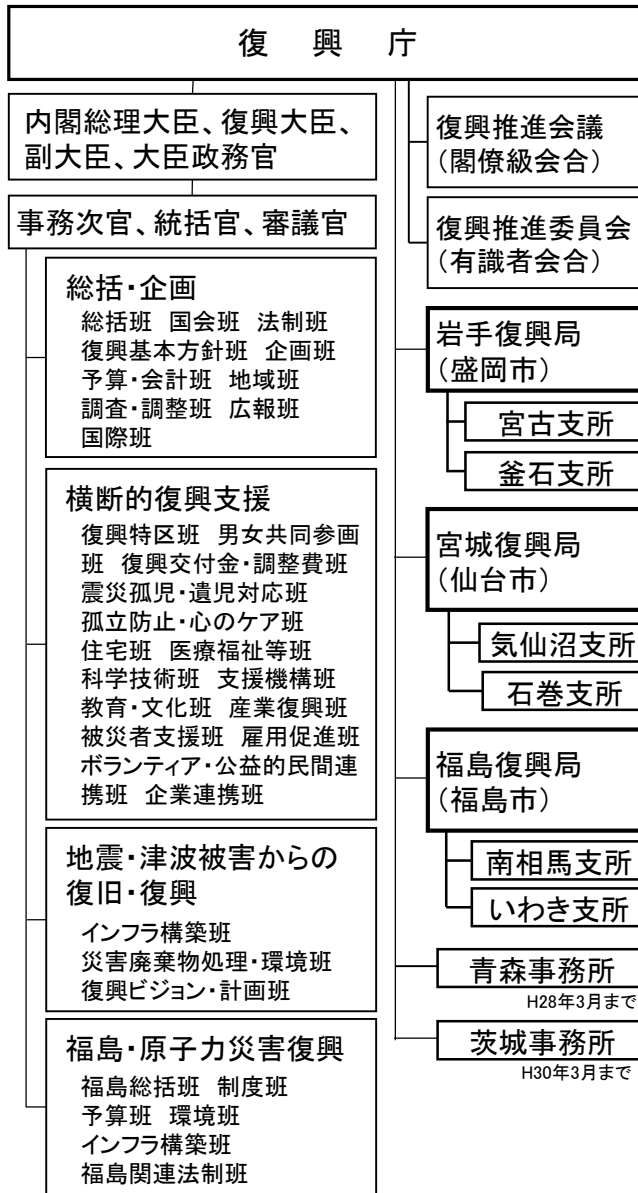 復興庁
内閣総理大臣、復興大臣、
副大臣、大臣政務官
事務次官、統括官、審議官
総括・企画
総括班 国会班 法制班
復興基本方針班 企画班
予算・会計班 地域班
調査・調整班 広報班
国際班
横断的復興支援
復興特区班 男女共同参画
班 復興交付金・調整費班
震災孤児・遺児対応班
孤立防止・心のケア班
住宅班 医療福祉等班
科学技術班 支援機構班
教育・文化班 産業復興班
被災者支援班 雇用促進班
ボランティア・公益的民間連
携班 企業連携班
地震・津波被害からの
復旧・復興
インフラ構築班
災害廃棄物処理・環境班
復興ビジョン・計画班
福島・原子力災害復興
福島総括班 制度班
予算班 環境班
インフラ構築班
福島関連法制班
復興推進会議
(閣僚級会合)
復興推進委員会
(有識者会合)
岩手復興局
(盛岡市)
宮古支所
釜石支所
宮城復興局
(仙台市)
気仙沼支所
石巻支所
福島復興局
(福島市)
南相馬支所
いわき支所
青森事務所
H28年3月まで
茨城事務所
H30年3月まで